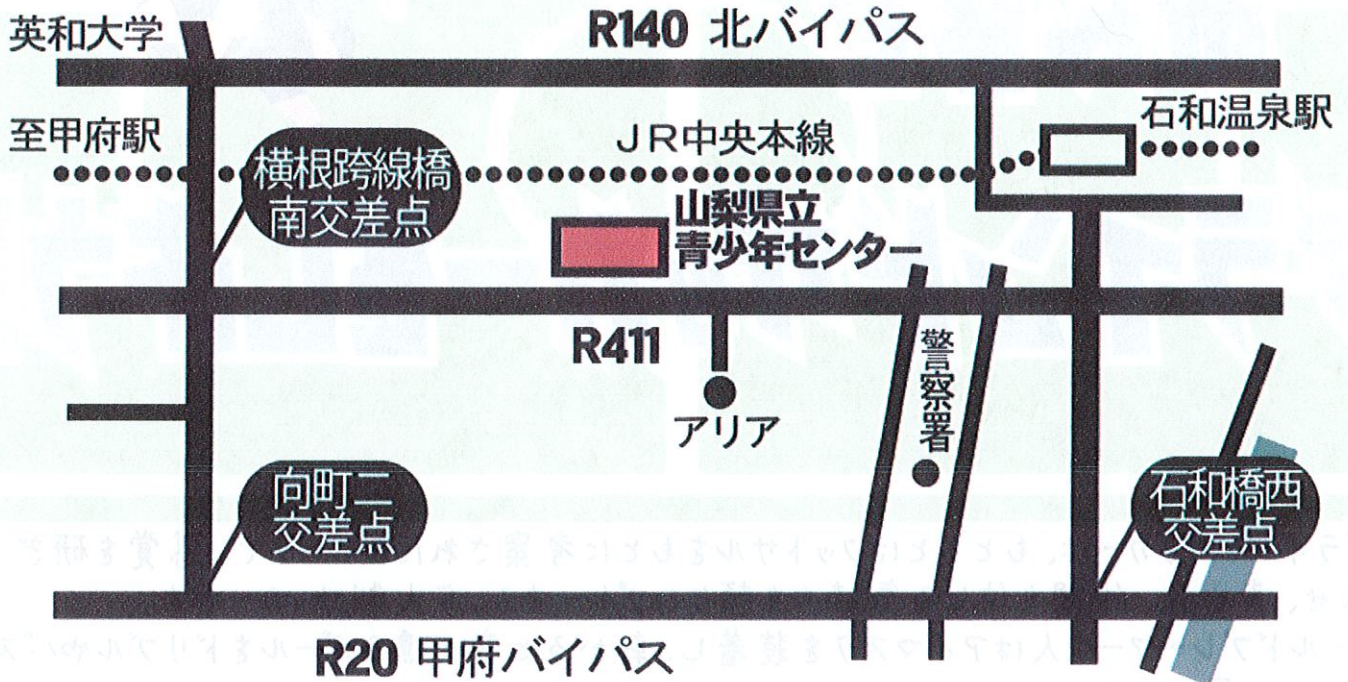 英和大学
R140 北バイパス
至甲府駅
JR中央本線
石和温泉駅
横根跨線橋
南交差点
山梨県立
青少年センター
R411
アリア
警察署
向町二
交差点
石和橋西
交差点
R20 甲府バイパス